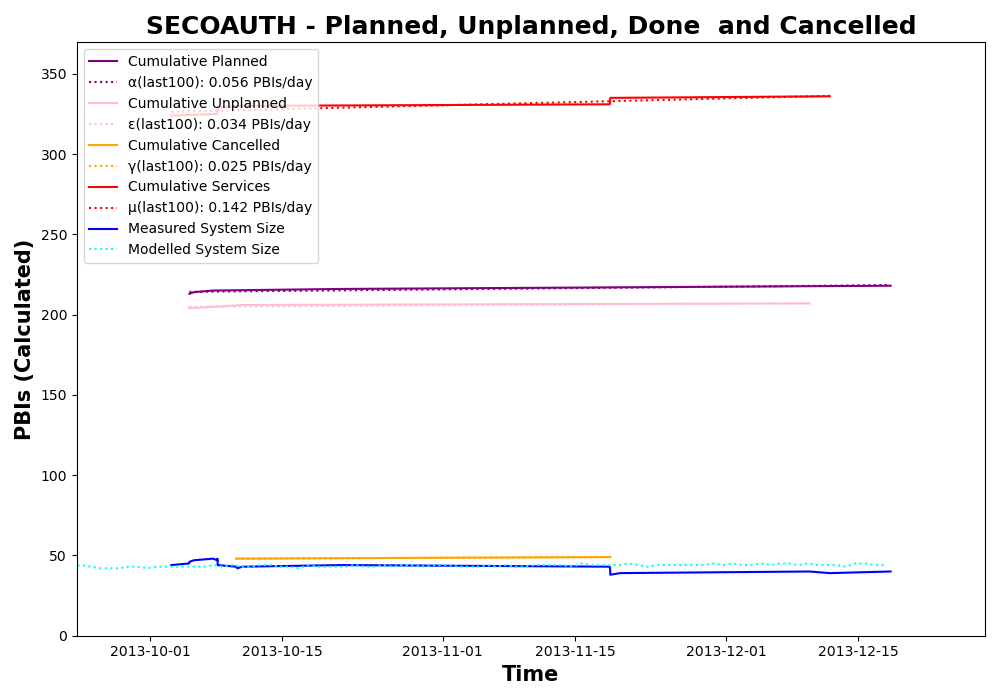 SECOAUTH - Planned, Unplanned, Done  and Cancelled
Cumulative Planned
α(last100): 0.056 PBIs/day
Cumulative Unplanned
ε(last100): 0.034 PBIs/day
Cumulative Cancelled
γ(last100): 0.025 PBIs/day
Cumulative Services
μ(last100): 0.142 PBIs/day
Measured System Size
Modelled System Size
PBIs (Calculated)
350
300
250
200
150
100
50
0
2013-10-01
2013-10-15
2013-11-01
2013-11-15
2013-12-01
2013-12-15
Time